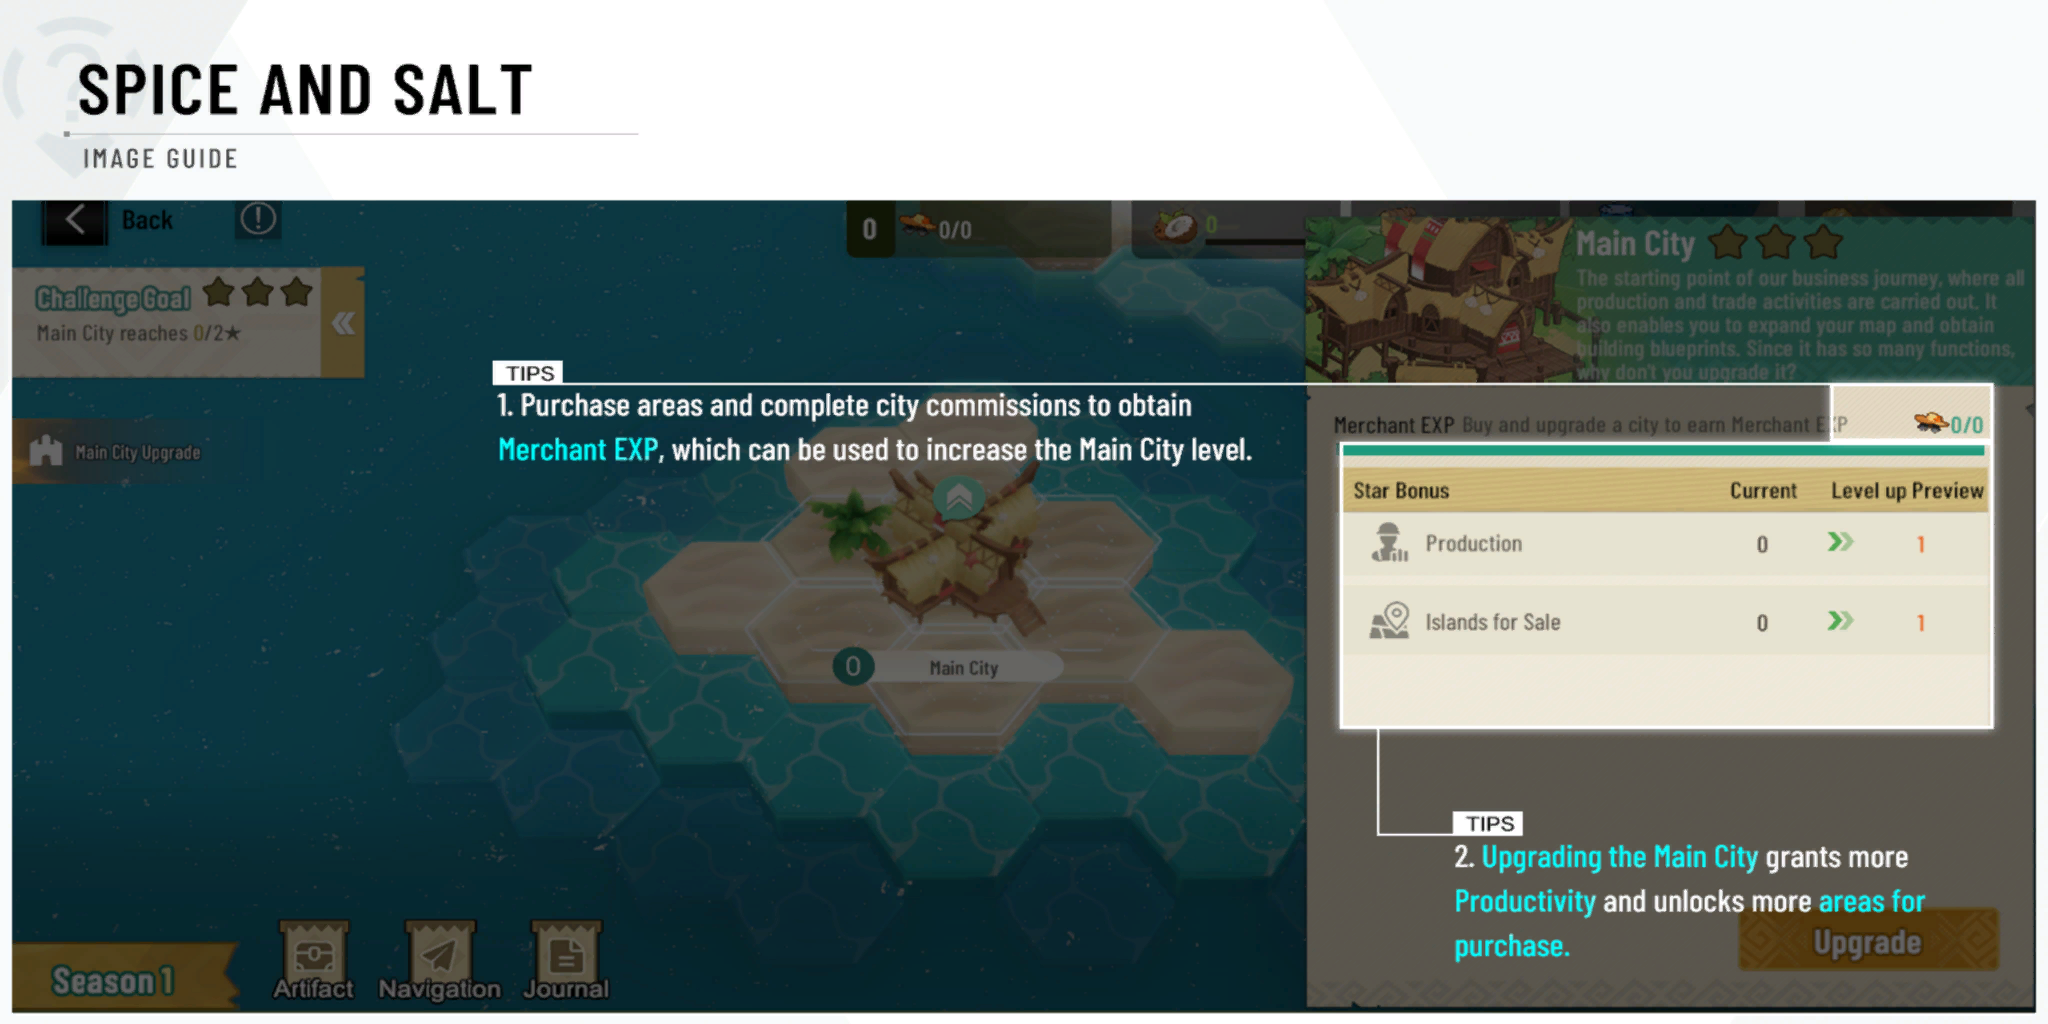 SPICE AND SALT
IMAGE GUIDE
Back
0
0/0
0
Challenge Goal
Main City reaches 0/2★
Main City Upgrade
Main City
The starting point of our business journey, where all
production and trade activities are carried out. It
also enables you to expand your map and obtain
building blueprints. Since it has so many functions,
why don't you upgrade it?
TIPS
1. Purchase areas and complete city commissions to obtain
Merchant EXP, which can be used to increase the Main City level.
Merchant EXP Buy and upgrade a city to earn Merchant EXP
0/0
Star Bonus Current Level up Preview
Production 0 1
Islands for Sale 0 1
0 Main City
TIPS
2. Upgrading the Main City grants more
Productivity and unlocks more areas for
purchase.
Upgrade
Season 1
Artifact
Navigation
Journal